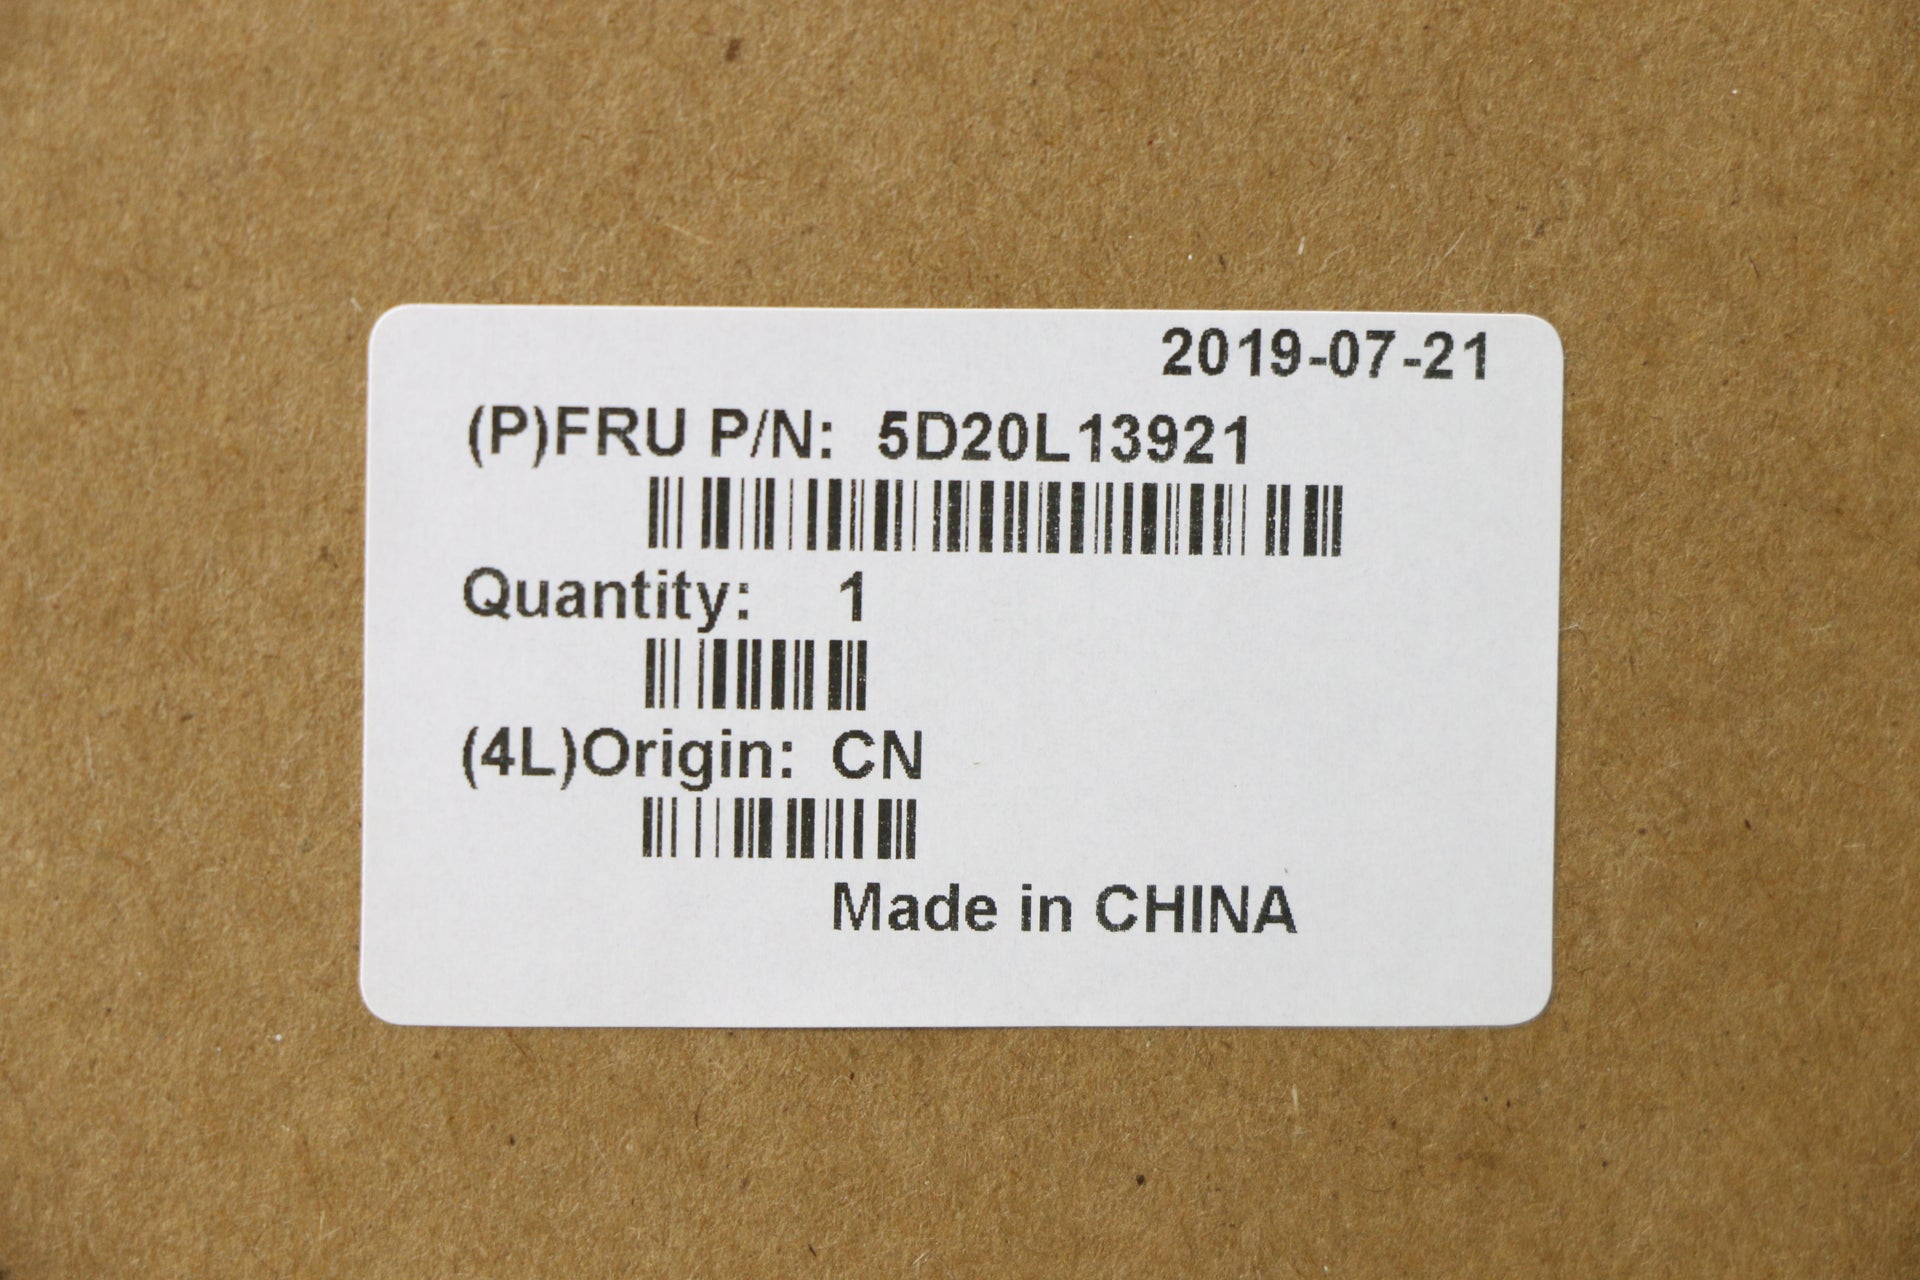 2019-07-21
(P)FRU P/N: 5D20L13921
Quantity: 1
(4L)Origin: CN
Made in CHINA